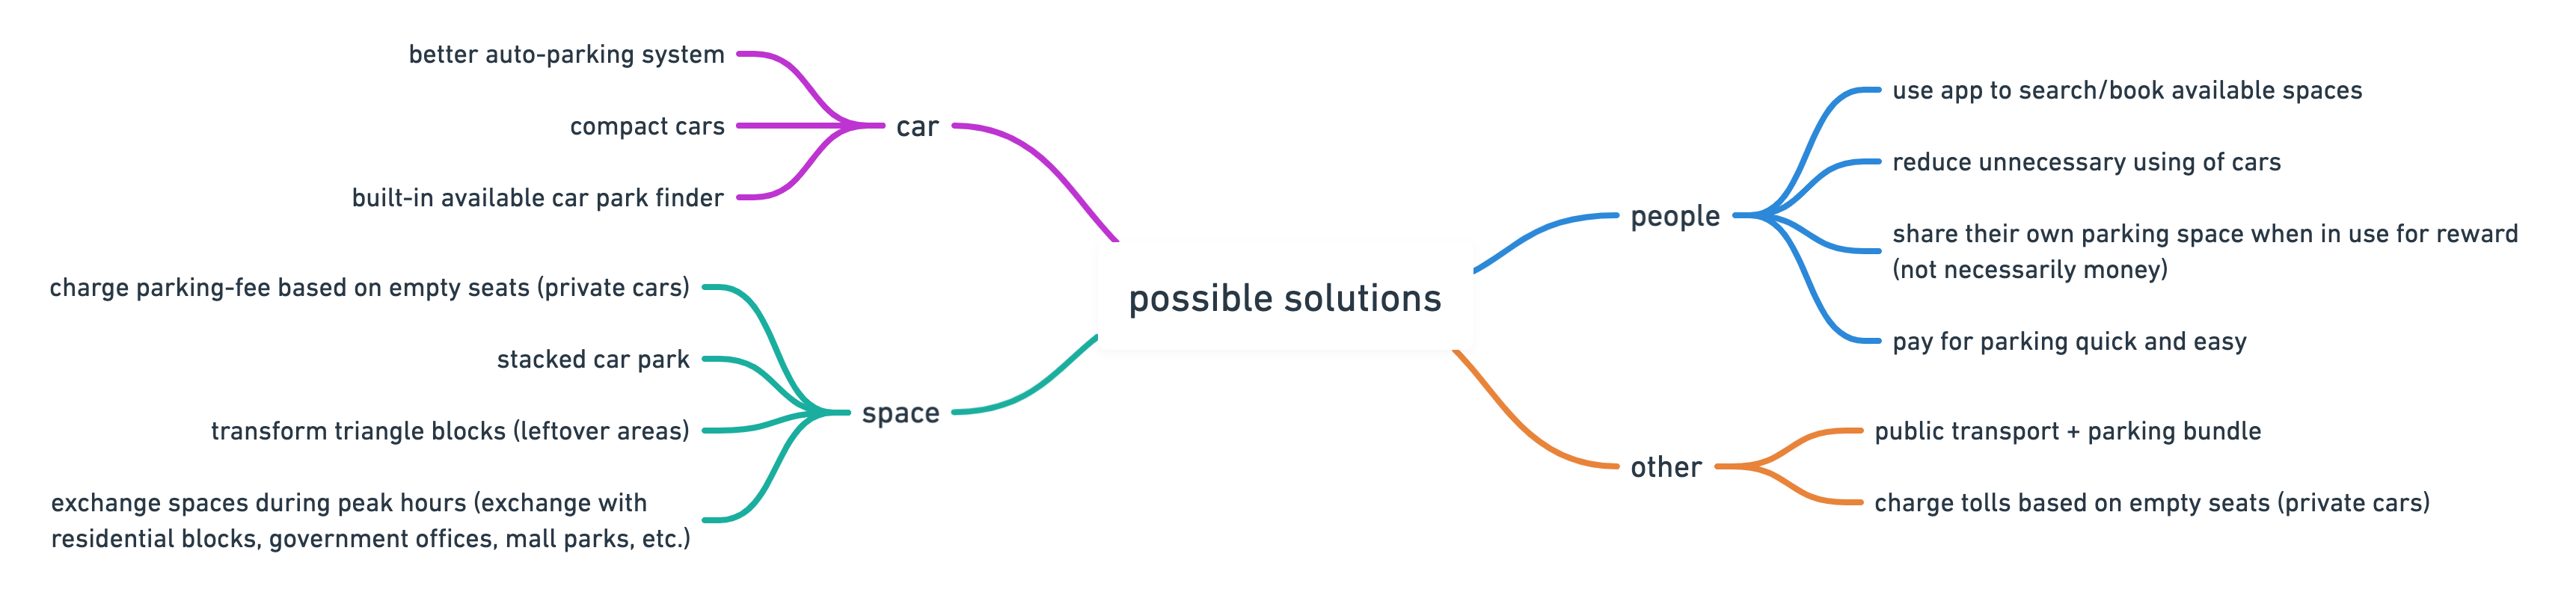 possible solutions
car
better auto-parking system
compact cars
built-in available car park finder
space
charge parking-fee based on empty seats (private cars)
stacked car park
transform triangle blocks (leftover areas)
exchange spaces during peak hours (exchange with
residential blocks, government offices, mall parks, etc.)
people
use app to search/book available spaces
reduce unnecessary using of cars
share their own parking space when in use for reward
(not necessarily money)
pay for parking quick and easy
other
public transport + parking bundle
charge tolls based on empty seats (private cars)